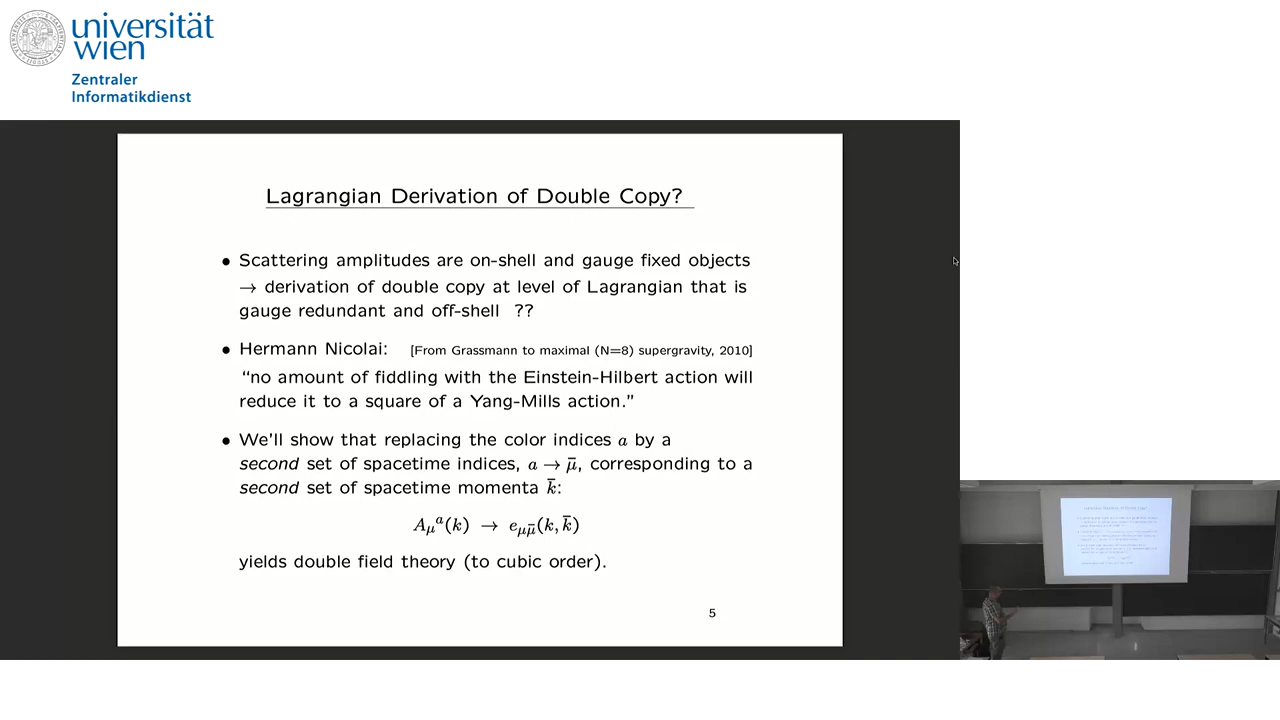 universität
wien
Zentraler
Informatikdienst
Lagrangian Derivation of Double Copy?
• Scattering amplitudes are on-shell and gauge fixed objects
→ derivation of double copy at level of Lagrangian that is
gauge redundant and off-shell ??
• Hermann Nicolai: [From Grassmann to maximal (N=8) supergravity, 2010]
“no amount of fiddling with the Einstein-Hilbert action will
reduce it to a square of a Yang-Mills action.”
• We’ll show that replacing the color indices a by a
second set of spacetime indices, a → μ̄, corresponding to a
second set of spacetime momenta k̄:
Aμᵃ(k) → eμμ̄(k, k̄)
yields double field theory (to cubic order).
5